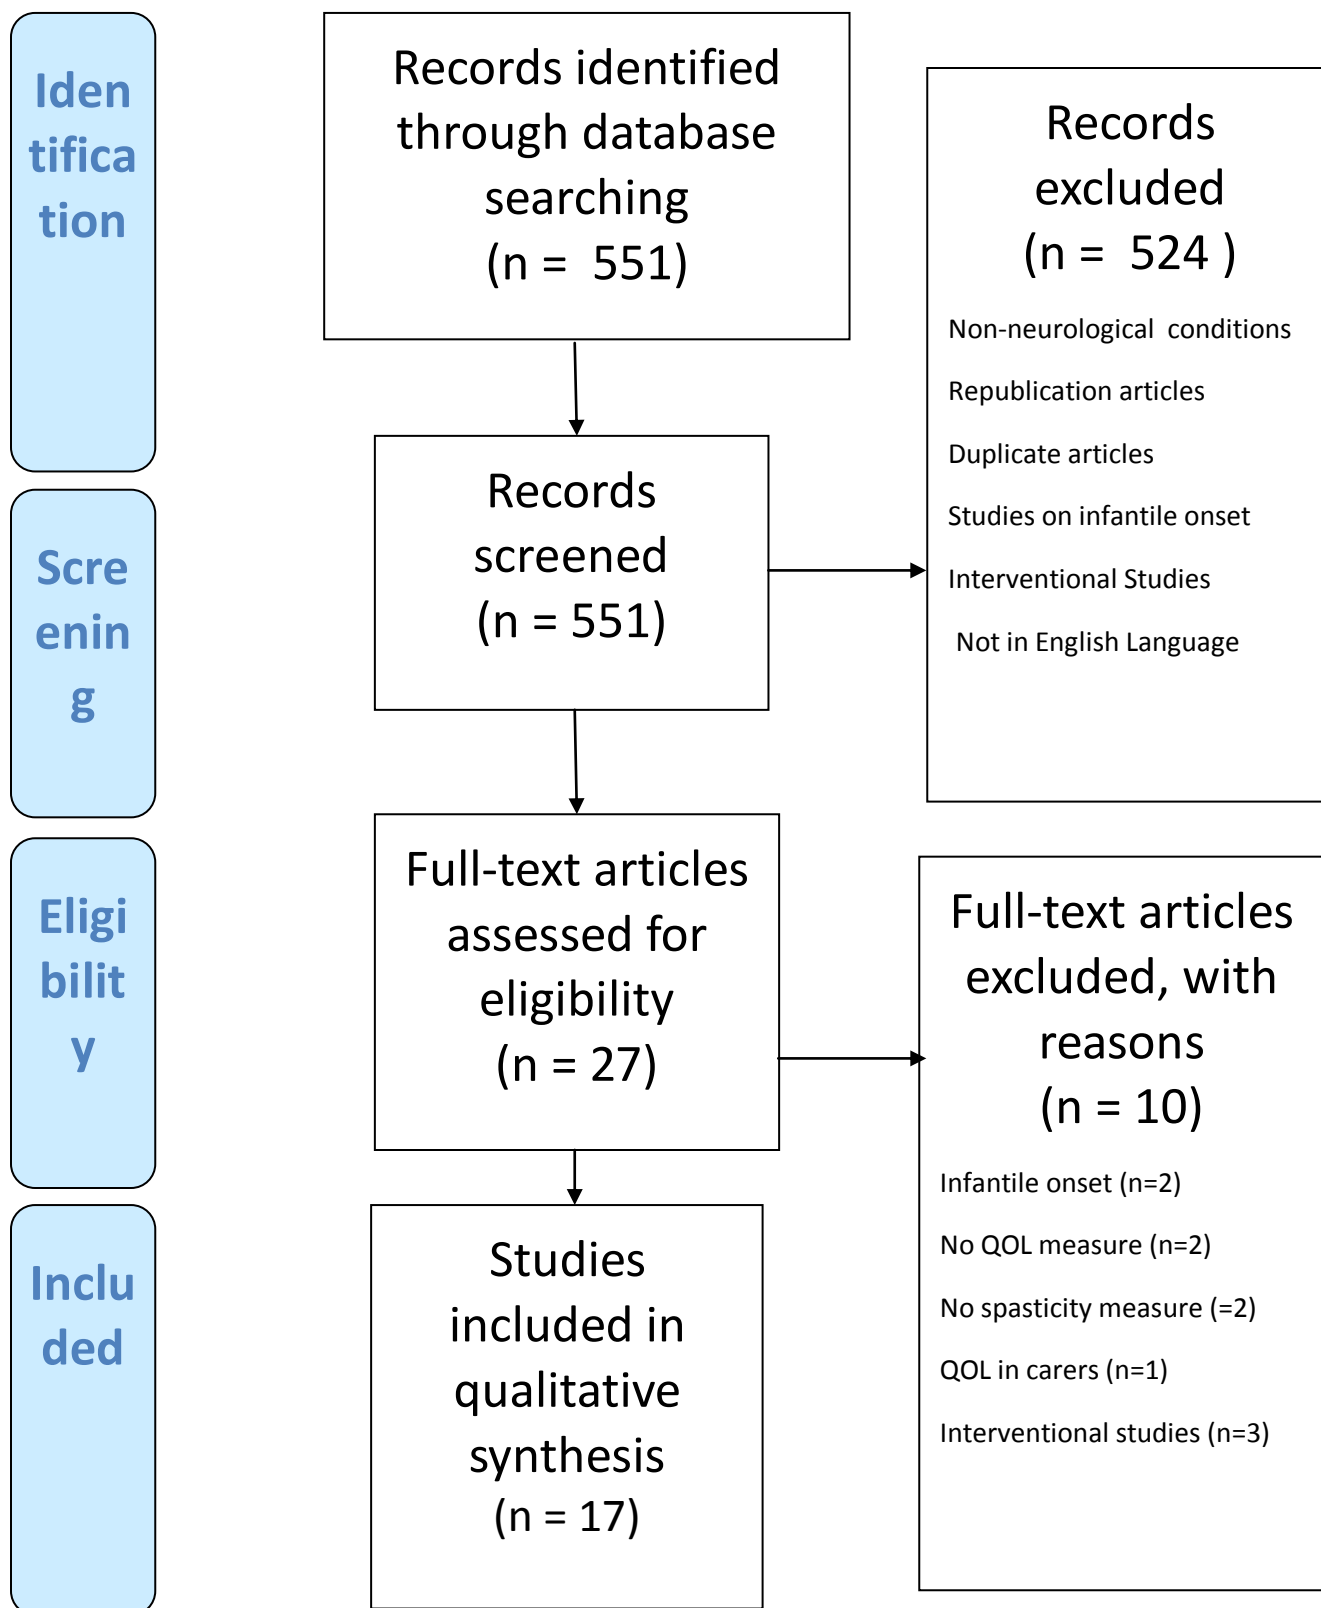 Iden
tifica
tion
Records identified
through database
searching
(n =  551)
Records
excluded
(n =  524 )
Non-neurological  conditions
Republication articles
Duplicate articles
Studies on infantile onset
Interventional Studies
Not in English Language
Scre
enin
g
Records
screened
(n = 551)
Eligi
bilit
y
Full-text articles
assessed for
eligibility
(n = 27)
Full-text articles
excluded, with
reasons
(n = 10)
Infantile onset (n=2)
No QOL measure (n=2)
No spasticity measure (=2)
QOL in carers (n=1)
Interventional studies (n=3)
Inclu
ded
Studies
included in
qualitative
synthesis
(n = 17)